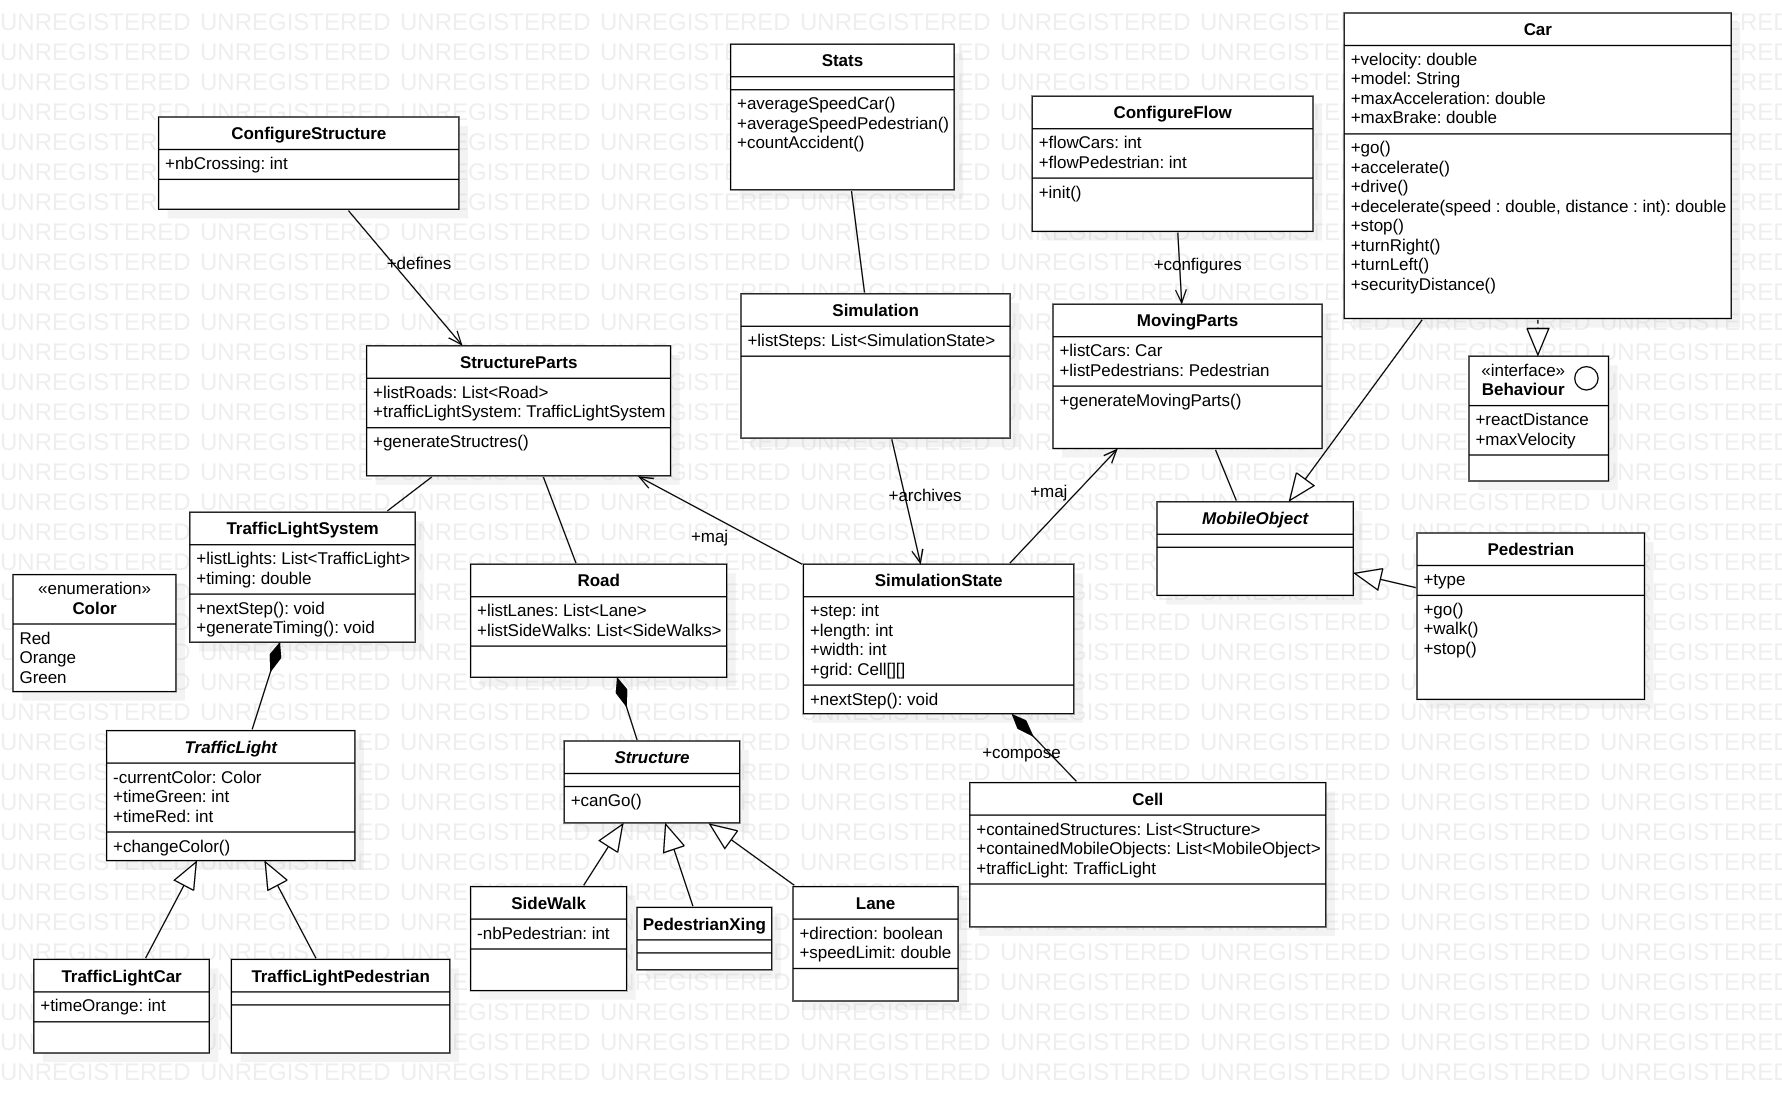 ConfigureStructure
+nbCrossing: int
Stats
+averageSpeedCar()
+averageSpeedPedestrian()
+countAccident()
ConfigureFlow
+flowCars: int
+flowPedestrian: int
+init()
Car
+velocity: double
+model: String
+maxAcceleration: double
+maxBrake: double
+go()
+accelerate()
+drive()
+decelerate(speed : double, distance : int): double
+stop()
+turnRight()
+turnLeft()
+securityDistance()
+defines
+configures
StructureParts
+listRoads: List<Road>
+trafficLightSystem: TrafficLightSystem
+generateStructres()
Simulation
+listSteps: List<SimulationState>
MovingParts
+listCars: Car
+listPedestrians: Pedestrian
+generateMovingParts()
«interface»
Behaviour
+reactDistance
+maxVelocity
+maj
+archives
+maj
MobileObject
Pedestrian
+type
+go()
+walk()
+stop()
«enumeration»
Color
Red
Orange
Green
TrafficLightSystem
+listLights: List<TrafficLight>
+timing: double
+nextStep(): void
+generateTiming(): void
Road
+listLanes: List<Lane>
+listSideWalks: List<SideWalks>
SimulationState
+step: int
+length: int
+width: int
+grid: Cell[][]
+nextStep(): void
+compose
TrafficLight
-currentColor: Color
+timeGreen: int
+timeRed: int
+changeColor()
Structure
+canGo()
Cell
+containedStructures: List<Structure>
+containedMobileObjects: List<MobileObject>
+trafficLight: TrafficLight
TrafficLightCar
+timeOrange: int
TrafficLightPedestrian
SideWalk
-nbPedestrian: int
PedestrianXing
Lane
+direction: boolean
+speedLimit: double
UNREGISTERED